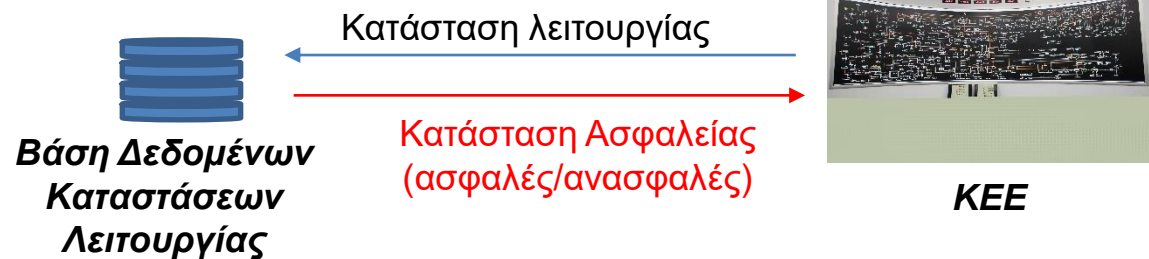 Κατάσταση λειτουργίας
Κατάσταση Ασφαλείας
(ασφαλές/ανασφαλές)
Βάση Δεδομένων
Καταστάσεων
Λειτουργίας
ΚΕΕ